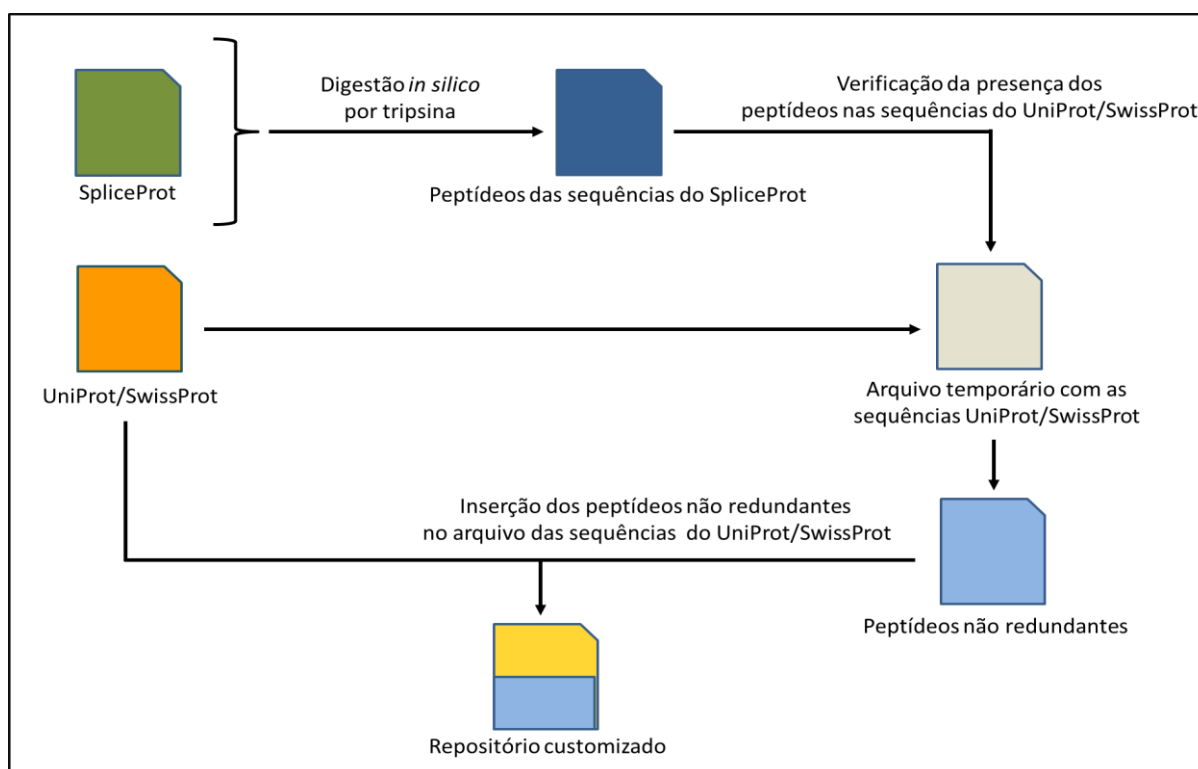 Digestão in silico
por tripsina
Verificação da presença dos
peptídeos nas sequências do UniProt/SwissProt
SpliceProt
Peptídeos das sequências do SpliceProt
UniProt/SwissProt
Arquivo temporário com as
sequências UniProt/SwissProt
Inserção dos peptídeos não redundantes
no arquivo das sequências do UniProt/SwissProt
Peptídeos não redundantes
Repositório customizado